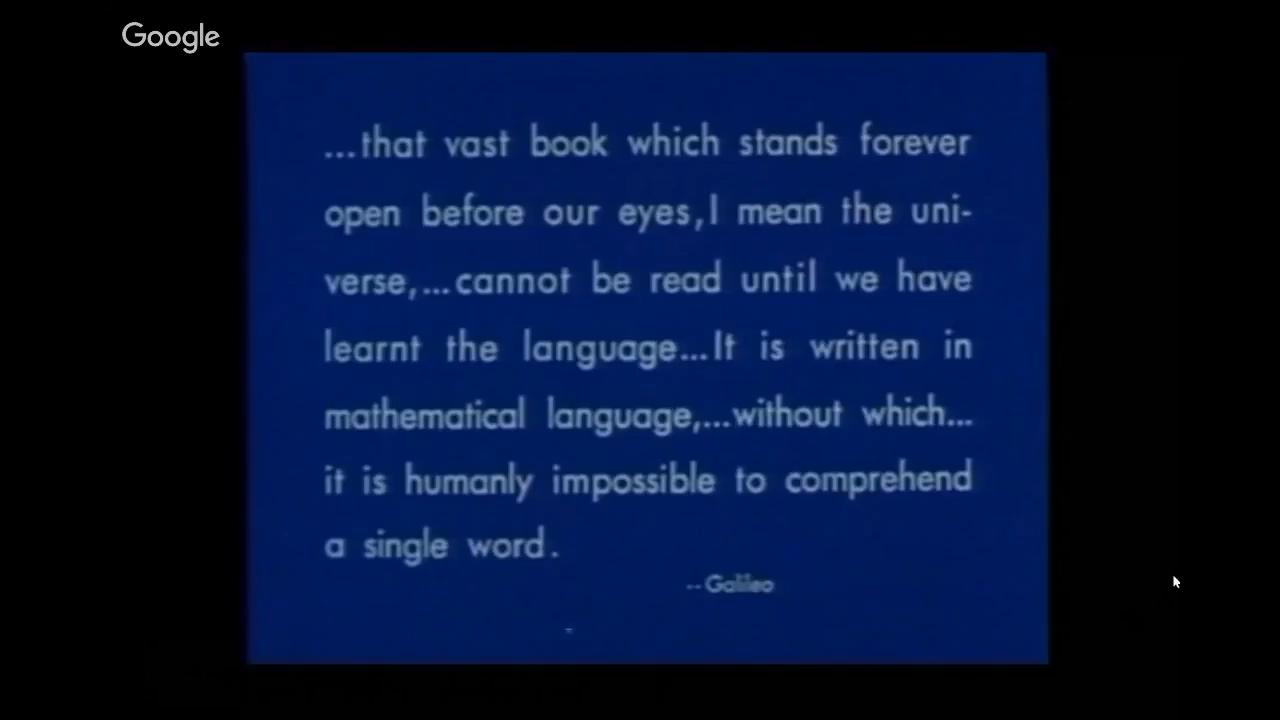 Google
...that vast book which stands forever
open before our eyes,I mean the uni-
verse,...cannot be read until we have
learnt the language...It is written in
mathematical language,...without which...
it is humanly impossible to comprehend
a single word.
--Galileo